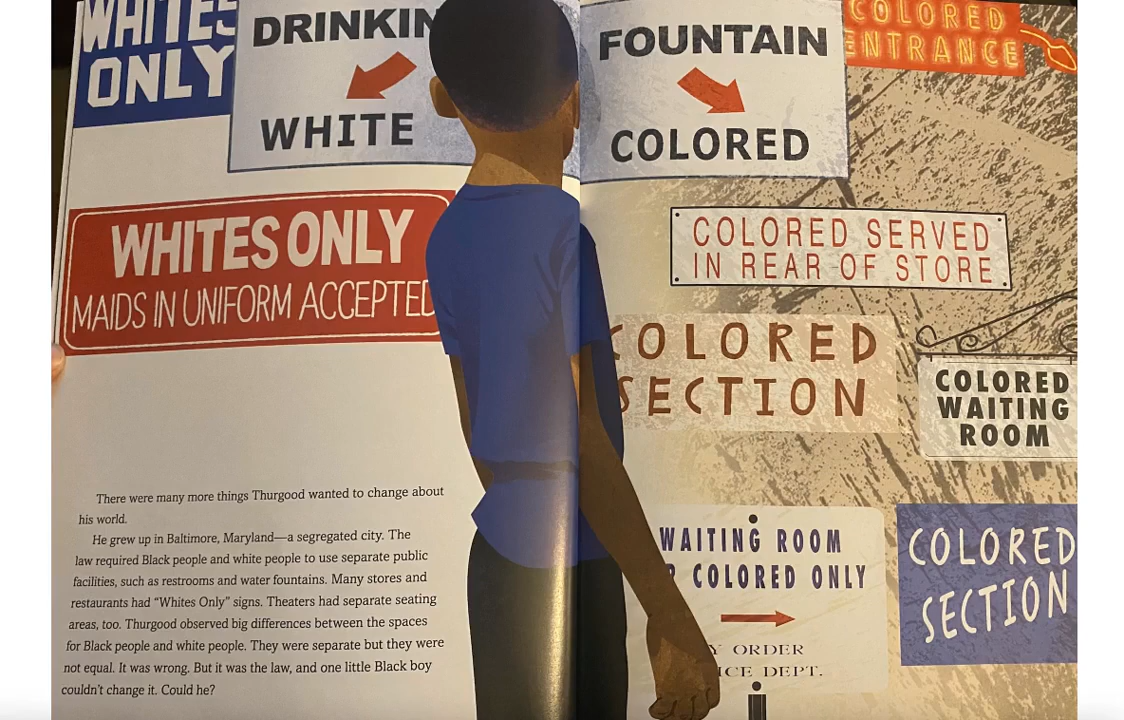 WHITES
ONLY
DRINKIN
WHITE
FOUNTAIN
COLORED
COLORED
ENTRANCE
WHITES ONLY
MAIDS IN UNIFORM ACCEPTED
COLORED SERVED
IN REAR OF STORE
COLORED
SECTION
COLORED
WAITING
ROOM
WAITING ROOM
COLORED ONLY
ORDER
DEPT.
COLORED
SECTION
There were many more things Thurgood wanted to change about
his world.
He grew up in Baltimore, Maryland—a segregated city. The
law required Black people and white people to use separate public
facilities, such as restrooms and water fountains. Many stores and
restaurants had “Whites Only” signs. Theaters had separate seating
areas, too. Thurgood observed big differences between the spaces
for Black people and white people. They were separate but they were
not equal. It was wrong. But it was the law, and one little Black boy
couldn’t change it. Could he?